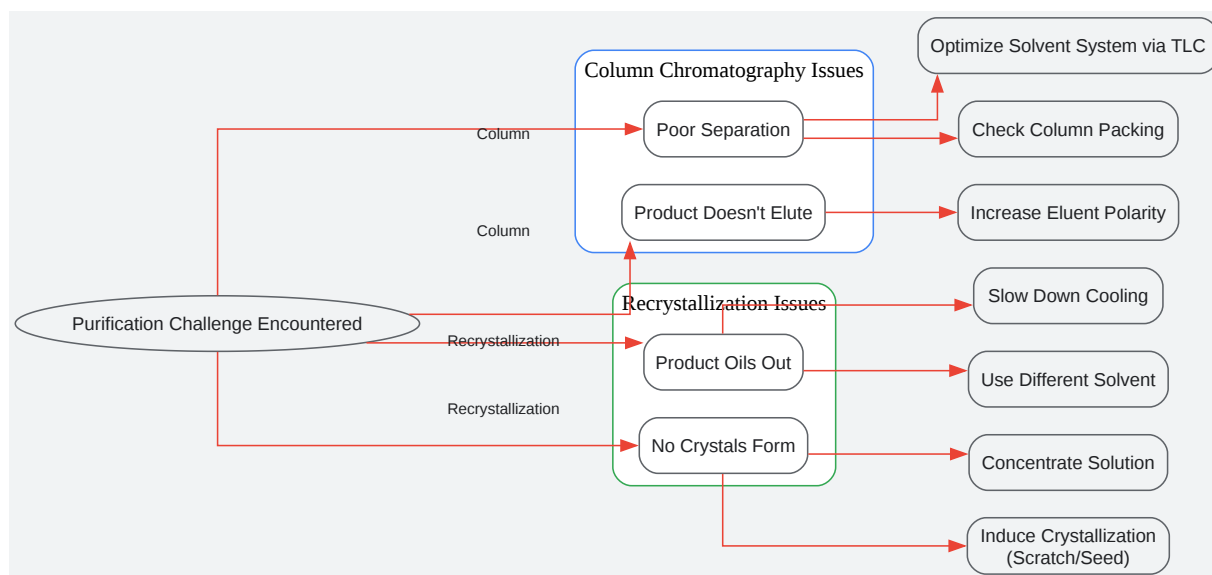 Optimize Solvent System via TLC
Column Chromatography Issues
Poor Separation
Check Column Packing
Column
Product Doesn't Elute
Increase Eluent Polarity
Column
Slow Down Cooling
Recrystallization Issues
Purification Challenge Encountered
Recrystallization
Product Oils Out
Use Different Solvent
Recrystallization
No Crystals Form
Concentrate Solution
Induce Crystallization
(Scratch/Seed)